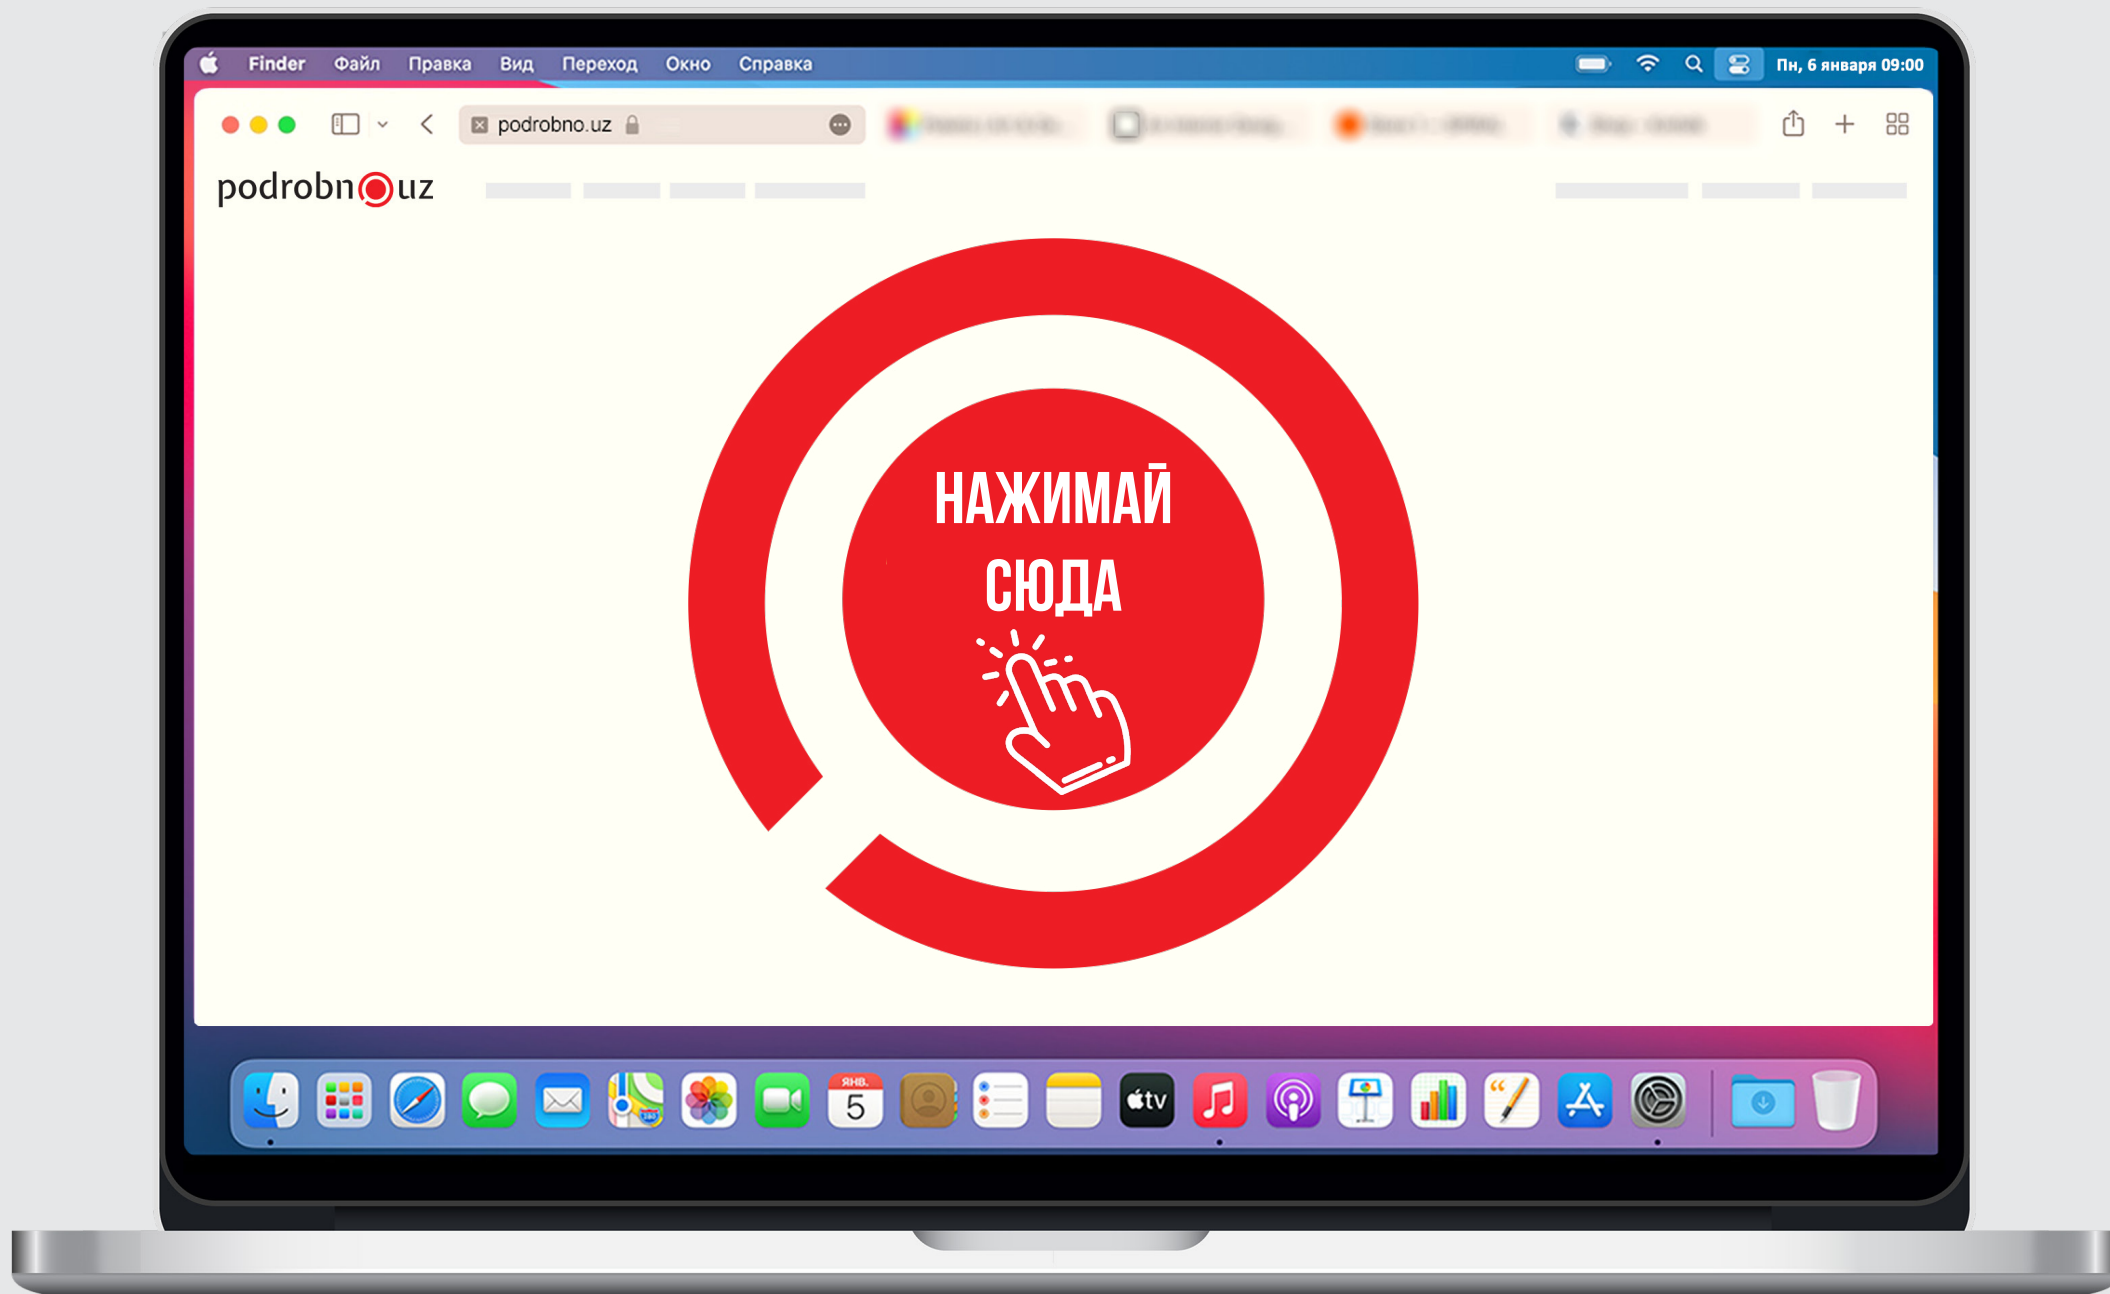 Finder Файл Правка Вид Переход Окно Справка Пн, 6 января 09:00
podrobno.uz
podrobno uz
НАЖИМАЙ
СЮДА
ЯНВ.
5
tv
280